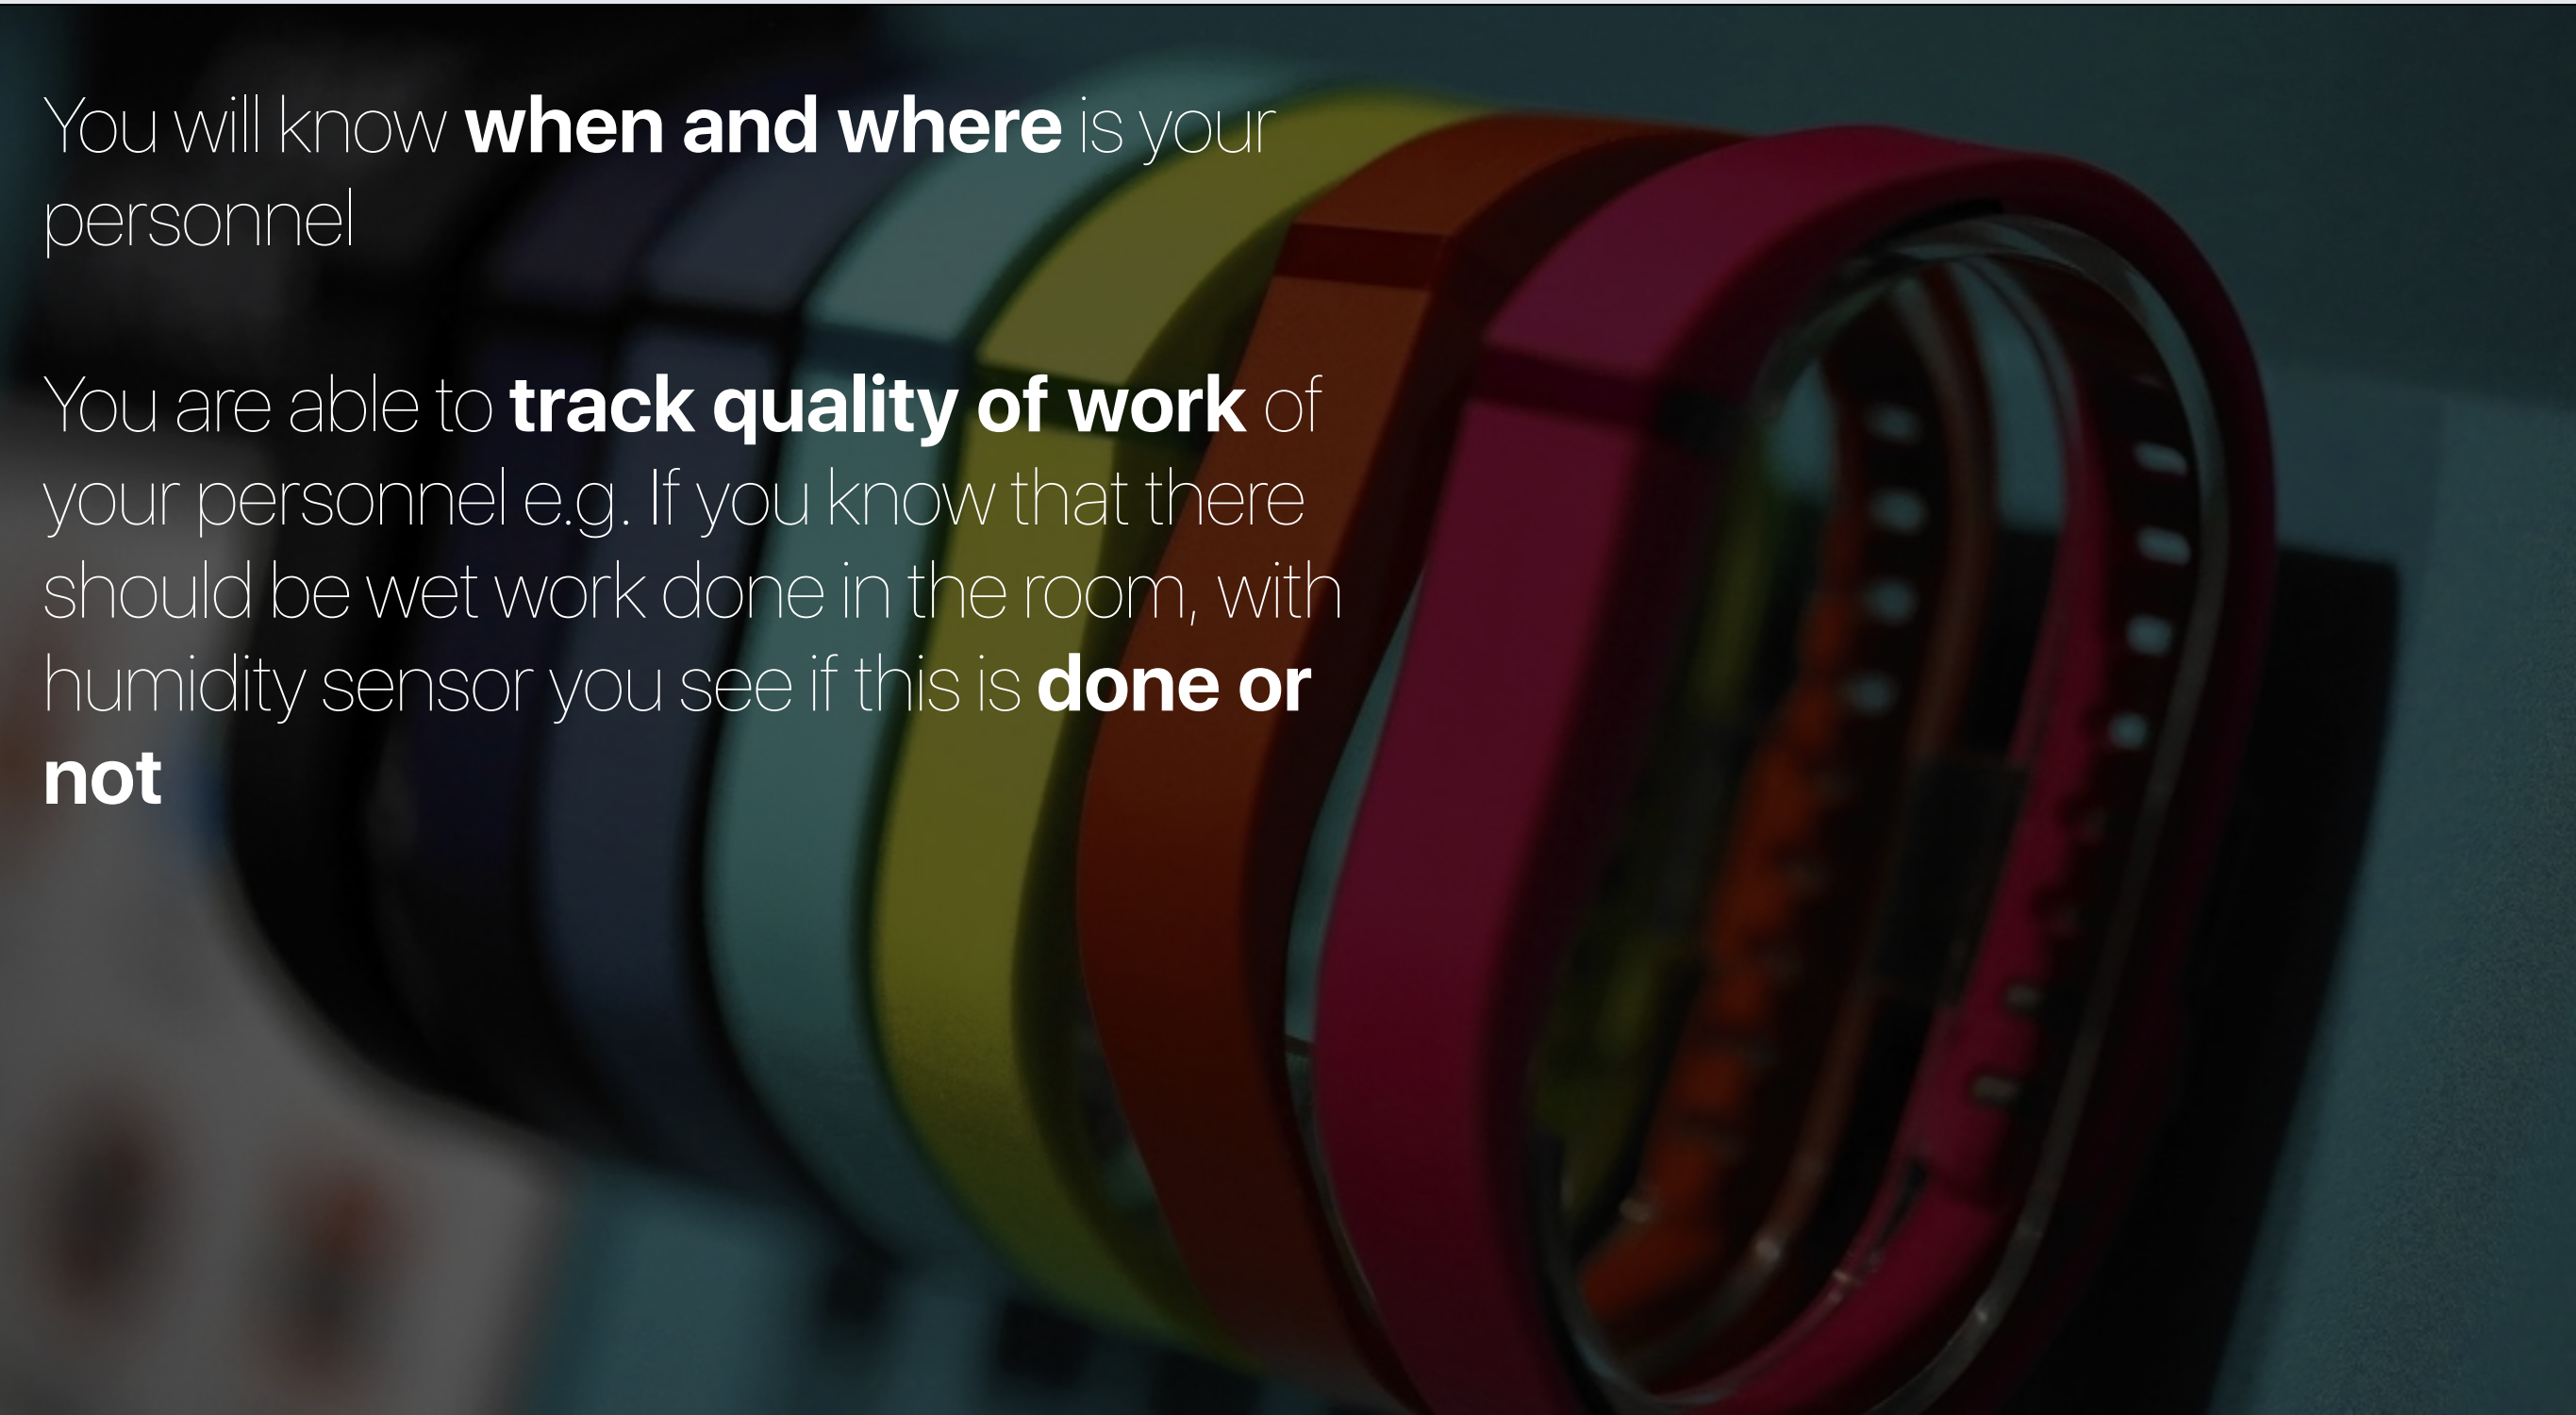 You will know when and where is your
personnel
You are able to track quality of work of
your personnel e.g. If you know that there
should be wet work done in the room, with
humidity sensor you see if this is done or
not